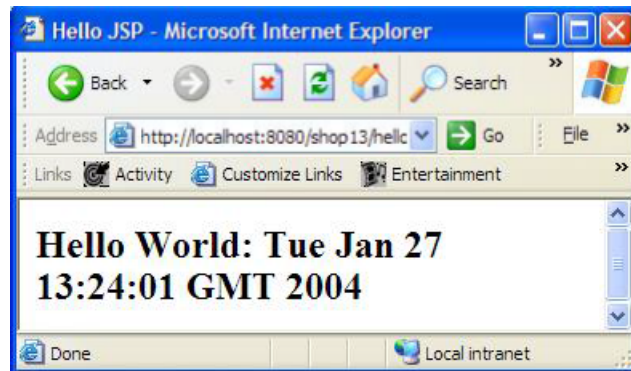 Hello JSP - Microsoft Internet Explorer
Back Search »
Address http://localhost:8080/shop13/hellc Go File »
Links Activity Customize Links Entertainment »
Hello World: Tue Jan 27
13:24:01 GMT 2004
Done Local intranet